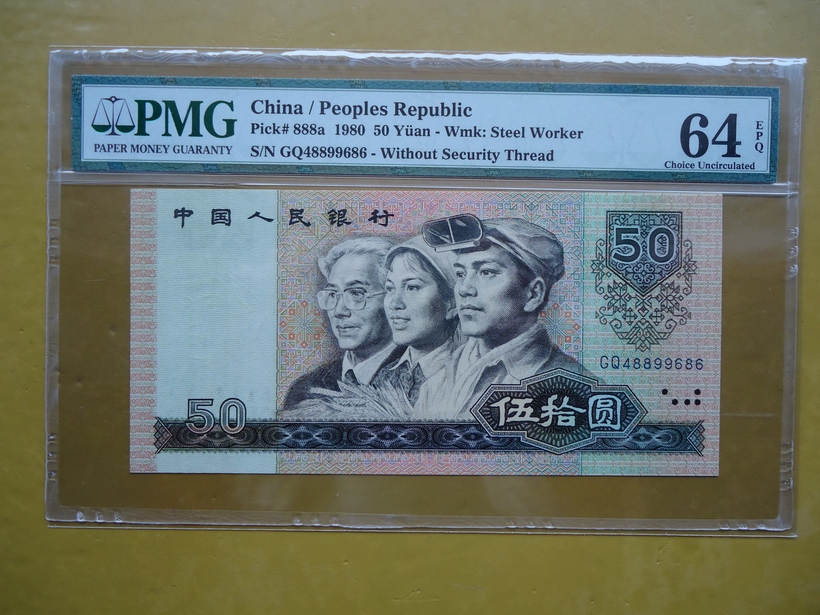 PMG
PAPER MONEY GUARANTY
China / Peoples Republic
Pick# 888a 1980 50 Yüan - Wmk: Steel Worker
S/N GQ48899686 - Without Security Thread
64
EPQ
Choice Uncirculated
中国人民银行
50
GQ48899686
50
伍拾圆